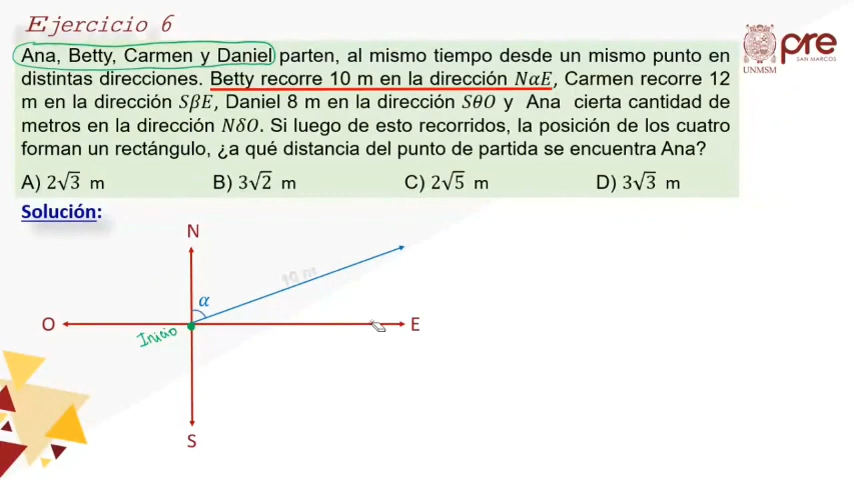 Ejercicio 6
Ana, Betty, Carmen y Daniel parten, al mismo tiempo desde un mismo punto en
distintas direcciones. Betty recorre 10 m en la dirección NαE, Carmen recorre 12
m en la dirección SβE, Daniel 8 m en la dirección SθO y Ana cierta cantidad de
metros en la dirección NδO. Si luego de esto recorridos, la posición de los cuatro
forman un rectángulo, ¿a qué distancia del punto de partida se encuentra Ana?
A) 2√3 m B) 3√2 m C) 2√5 m D) 3√3 m
UNMSM
pre
SAN MARCOS
Solución:
N
α
O
E
Inicio
S